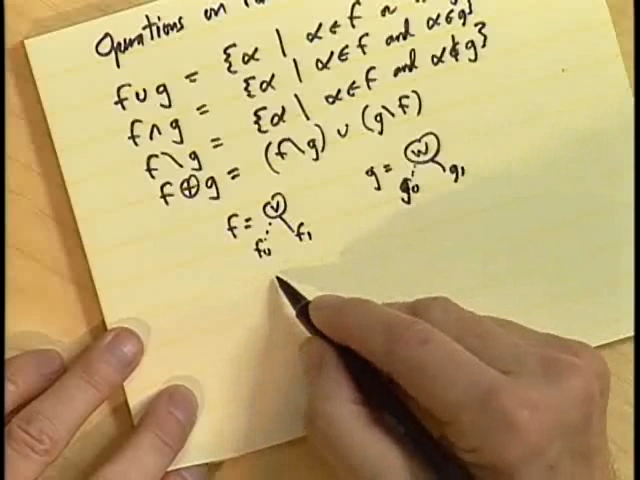 Operations on
f ∪ g = {α | α ∈ f
f ∩ g = {α | α ∈ f and α ∈ g}
f \ g = {α | α ∈ f and α ∉ g}
f ⊕ g = (f \ g) ∪ (g \ f)
f = v f0 f1
g = w g0 g1